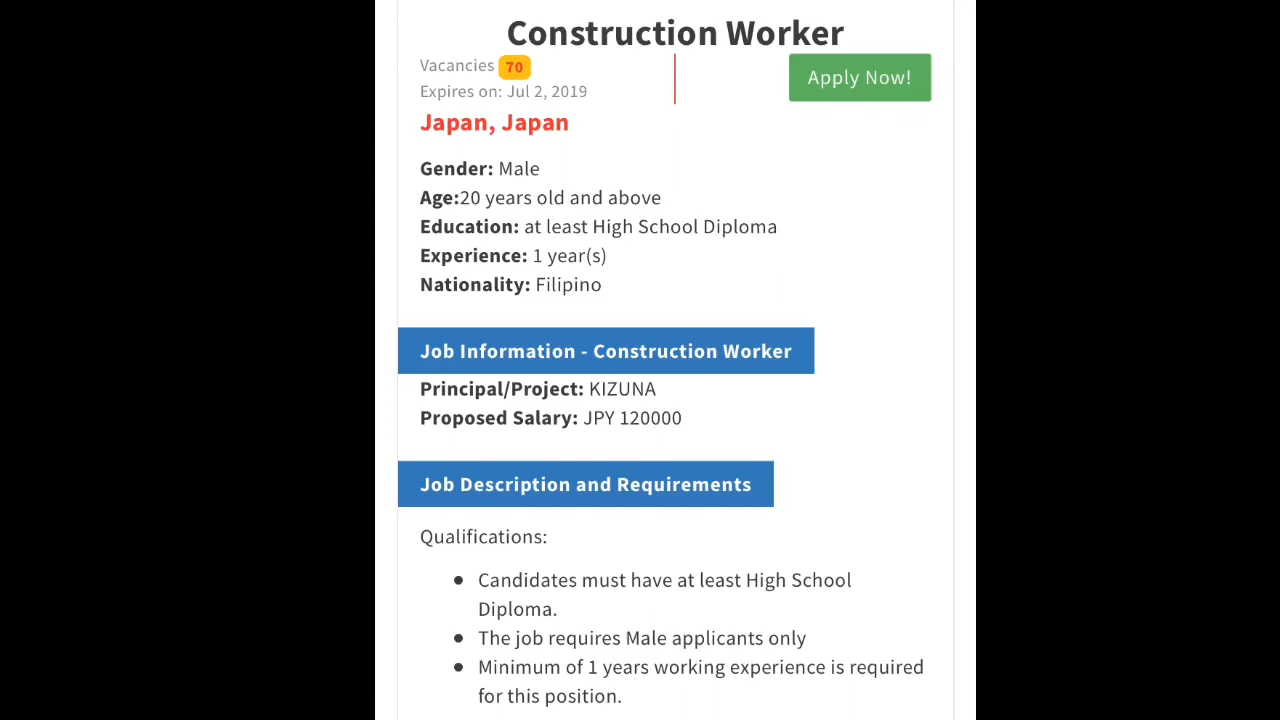 Construction Worker
Vacancies 70
Apply Now!
Expires on: Jul 2, 2019
Japan, Japan
Gender: Male
Age:20 years old and above
Education: at least High School Diploma
Experience: 1 year(s)
Nationality: Filipino
Job Information - Construction Worker
Principal/Project: KIZUNA
Proposed Salary: JPY 120000
Job Description and Requirements
Qualifications:
Candidates must have at least High School
Diploma.
The job requires Male applicants only
Minimum of 1 years working experience is required
for this position.